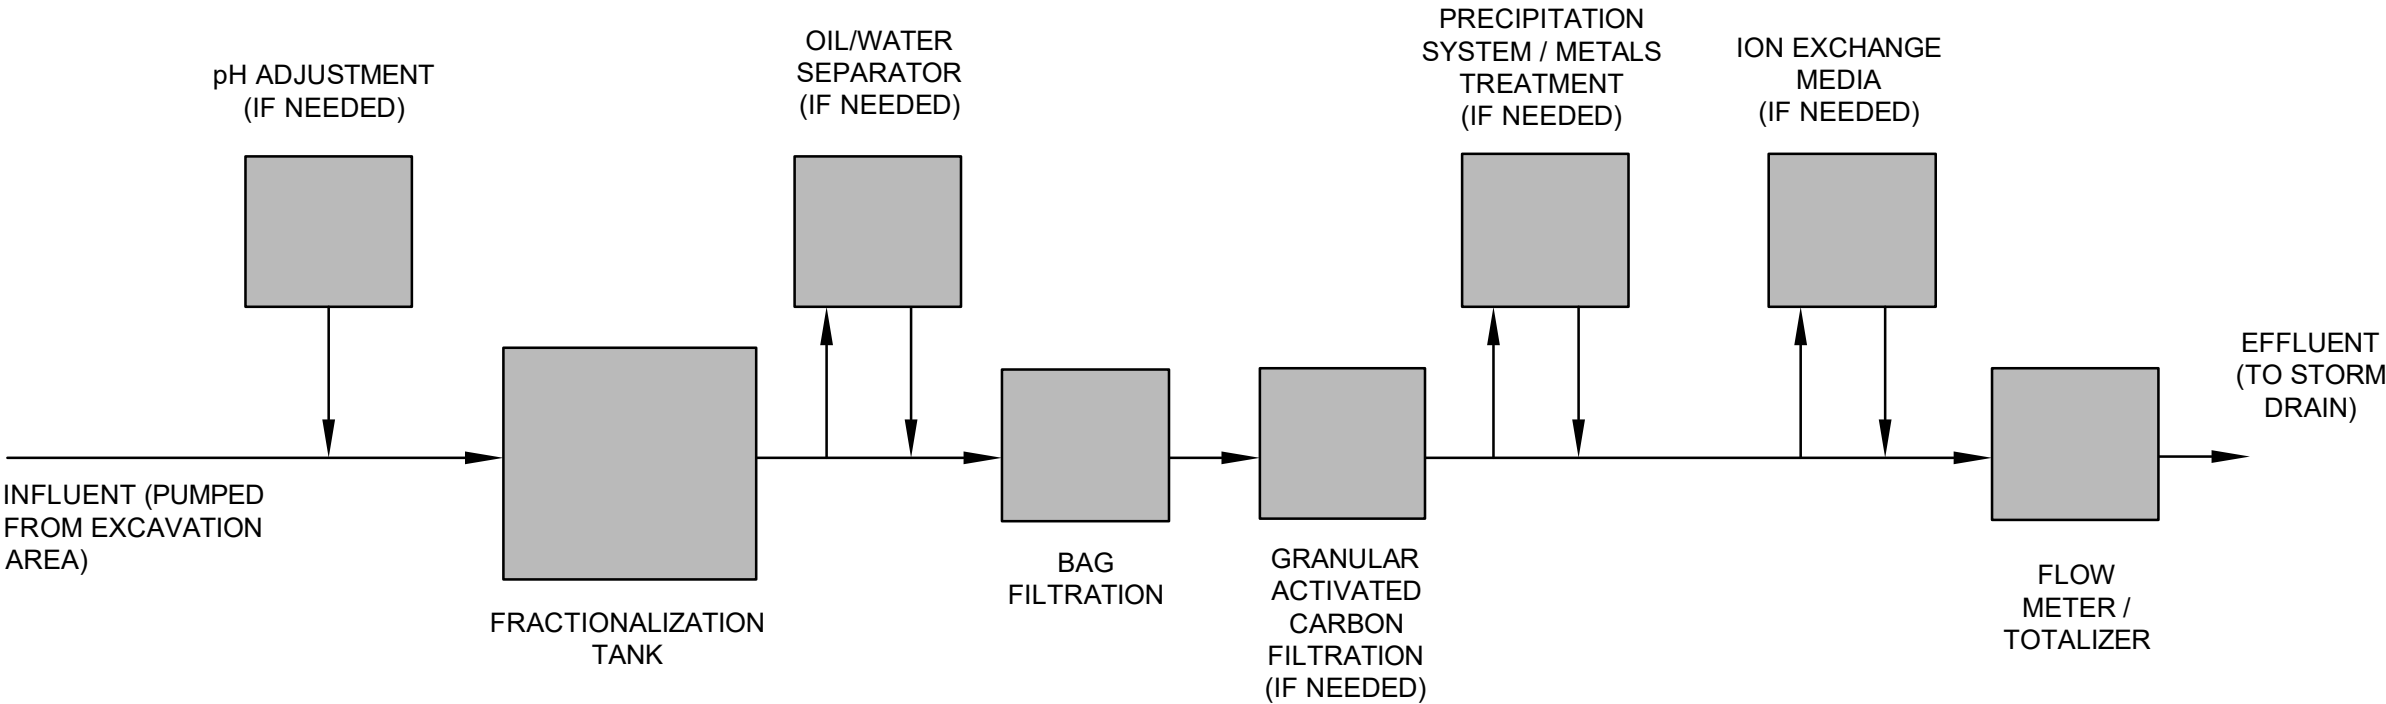 pH ADJUSTMENT
(IF NEEDED)
OIL/WATER
SEPARATOR
(IF NEEDED)
PRECIPITATION
SYSTEM / METALS
TREATMENT
(IF NEEDED)
ION EXCHANGE
MEDIA
(IF NEEDED)
INFLUENT (PUMPED
FROM EXCAVATION
AREA)
FRACTIONALIZATION
TANK
BAG
FILTRATION
GRANULAR
ACTIVATED
CARBON
FILTRATION
(IF NEEDED)
FLOW
METER /
TOTALIZER
EFFLUENT
(TO STORM
DRAIN)